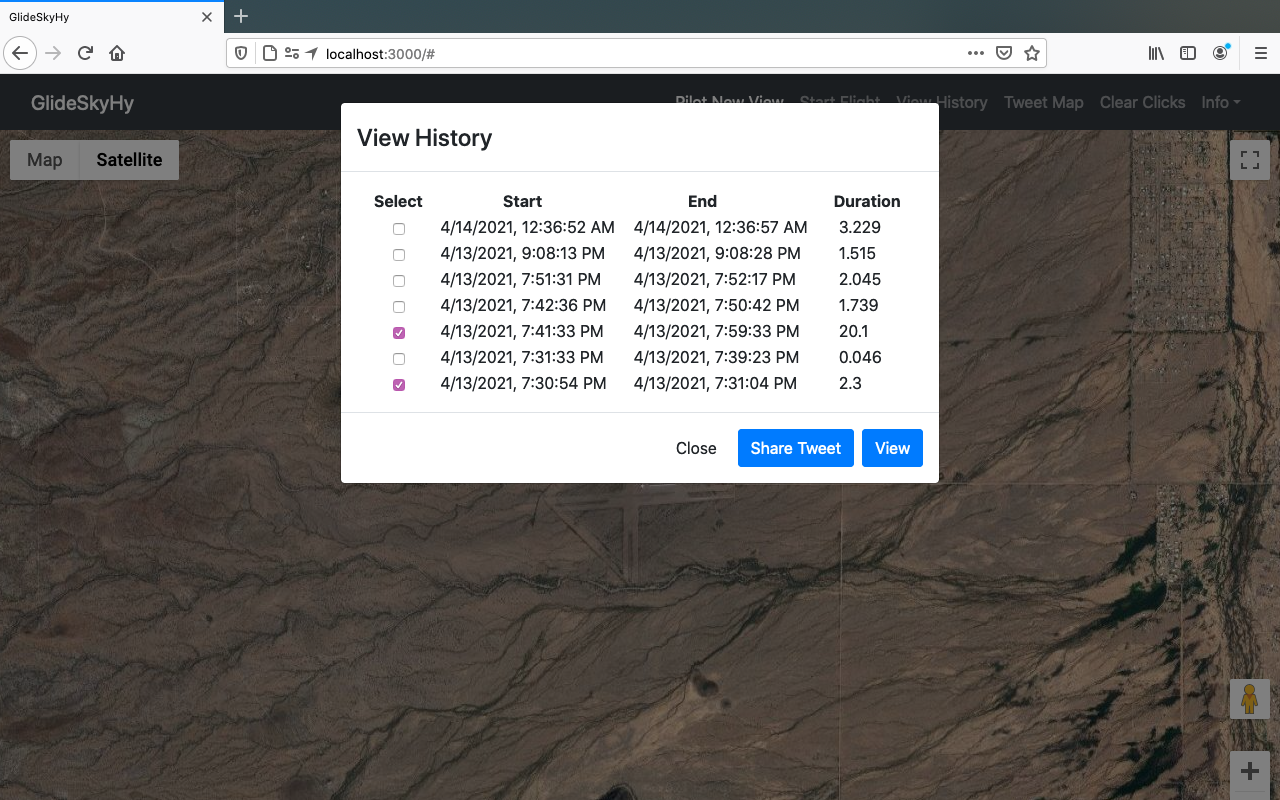 GlideSkyHy
localhost:3000/#
GlideSkyHy Pilot New View Start Flight View History Tweet Map Clear Clicks Info
Map Satellite
View History
Select Start End Duration
4/14/2021, 12:36:52 AM 4/14/2021, 12:36:57 AM 3.229
4/13/2021, 9:08:13 PM 4/13/2021, 9:08:28 PM 1.515
4/13/2021, 7:51:31 PM 4/13/2021, 7:52:17 PM 2.045
4/13/2021, 7:42:36 PM 4/13/2021, 7:50:42 PM 1.739
4/13/2021, 7:41:33 PM 4/13/2021, 7:59:33 PM 20.1
4/13/2021, 7:31:33 PM 4/13/2021, 7:39:23 PM 0.046
4/13/2021, 7:30:54 PM 4/13/2021, 7:31:04 PM 2.3
Close Share Tweet View